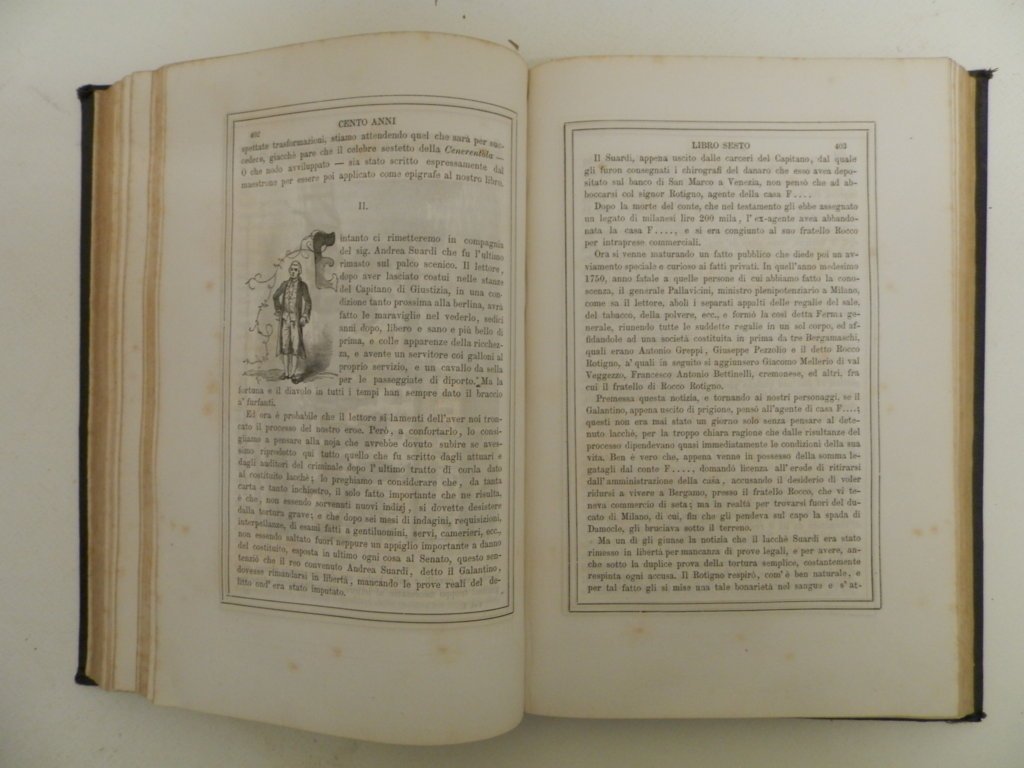 402
CENTO ANNI
spettate trasformazioni, stiamo attendendo quel che sarà per suc-
cedere, giacchè pare che il celebre sestetto della Cenerentola —
O che nodo avviluppato — sia stato scritto espressamente dal
maestrone per essere poi applicato come epigrafe al nostro libro.
II.
intanto ci rimetteremo in compagnia
del sig. Andrea Suardi che fu l'ultimo
rimasto sul palco scenico. Il lettore,
dopo aver lasciato costui nelle stanze
del Capitano di Giustizia, in una con-
dizione tanto prossima alla berlina, avrà
fatto le maraviglie nel vederlo, sedici
anni dopo, libero e sano e più bello di
prima, e colle apparenze della ricchez-
za, e avente un servitore coi galloni al
proprio servizio, e un cavallo da sella
per le passeggiate di diporto. Ma la
fortuna e il diavolo in tutti i tempi han sempre dato il braccio
a' furfanti.
Ed ora è probabile che il lettore si lamenti dell'aver noi tron-
cato il processo del nostro eroe. Però, a confortarlo, lo consi-
gliamo a pensare alla noja che avrebbe dovuto subire se aves-
simo riprodotto qui tutto quello che fu scritto dagli attuari e
dagli auditori del criminale dopo l'ultimo tratto di corda dato
al costituito lacchè; lo preghiamo a considerare che, da tanta
carta e tanto inchiostro, il solo fatto importante che ne risulta,
è che, non essendo sorvenuti nuovi indizj, si dovette desistere
dalla tortura grave; e che dopo sei mesi di indagini, requisizioni,
interpellanze, di esami fatti a gentiluomini, servi, camerieri, ecc.,
non essendo saltato fuori neppure un appiglio importante a danno
del costituito, esposta in ultimo ogni cosa al Senato, questo sen-
tenziò che il reo convenuto Andrea Suardi, detto il Galantino,
dovesse rimandarsi in libertà, mancando le prove reali del de-
litto ond'era stato imputato.
LIBRO SESTO
403
Il Suardi, appena uscito dalle carceri del Capitano, dal quale
gli furon consegnati i chirografi del danaro che esso avea depo-
sitato sul banco di San Marco a Venezia, non pensò che ad ab-
boccarsi col signor Rotigno, agente della casa F....
Dopo la morte del conte, che nel testamento gli ebbe assegnato
un legato di milanesi lire 200 mila, l'ex-agente avea abbando-
nata la casa F...., e si era congiunto al suo fratello Rocco
per intraprese commerciali.
Ora si venne maturando un fatto pubblico che diede poi un av-
viamento speciale e curioso ai fatti privati. In quell'anno medesimo
1750, anno fatale a quelle persone di cui abbiamo fatto la cono-
scenza, il generale Pallavicini, ministro plenipotenziario a Milano,
come sa il lettore, abolì i separati appalti delle regalie del sale,
del tabacco, della polvere, ecc., e formò la così detta Ferma ge-
nerale, riunendo tutte le suddette regalie in un sol corpo, ed af-
fidandole ad una società costituita in prima da tre Bergamaschi,
quali erano Antonio Greppi, Giuseppe Pezzolio e il detto Rocco
Rotigno, a' quali in seguito si aggiunsero Giacomo Mellerio di val
Veggezzo, Francesco Antonio Bettinelli, cremonese, ed altri, fra
cui il fratello di Rocco Rotigno.
Premessa questa notizia, e tornando ai nostri personaggi, se il
Galantino, appena uscito di prigione, pensò all'agente di casa F....;
questi non era mai stato un giorno solo senza pensare al dete-
nuto lacchè; per la troppo chiara ragione che dalle risultanze del
processo dipendevano quasi immediatamente le condizioni della sua
vita. Ben è vero che, appena venne in possesso della somma le-
gatagli dal conte F...., domandò licenza all'erede di ritirarsi
dall'amministrazione della casa, accusando il desiderio di voler
ridursi a vivere a Bergamo, presso il fratello Rocco, che vi te-
neva commercio di seta; ma in realtà per trovarsi fuori del du-
cato di Milano, di cui, fin che gli pendeva sul capo la spada di
Damocle, gli bruciava sotto il terreno.
Ma un dì gli giunse la notizia che il lacchè Suardi era stato
rimesso in libertà per mancanza di prove legali, e per avere, an-
che sotto la duplice prova della tortura semplice, costantemente
respinta ogni accusa. Il Rotigno respirò, com'è ben naturale, e
per tal fatto gli si mise una tale bonarietà nel sangue e s'at-